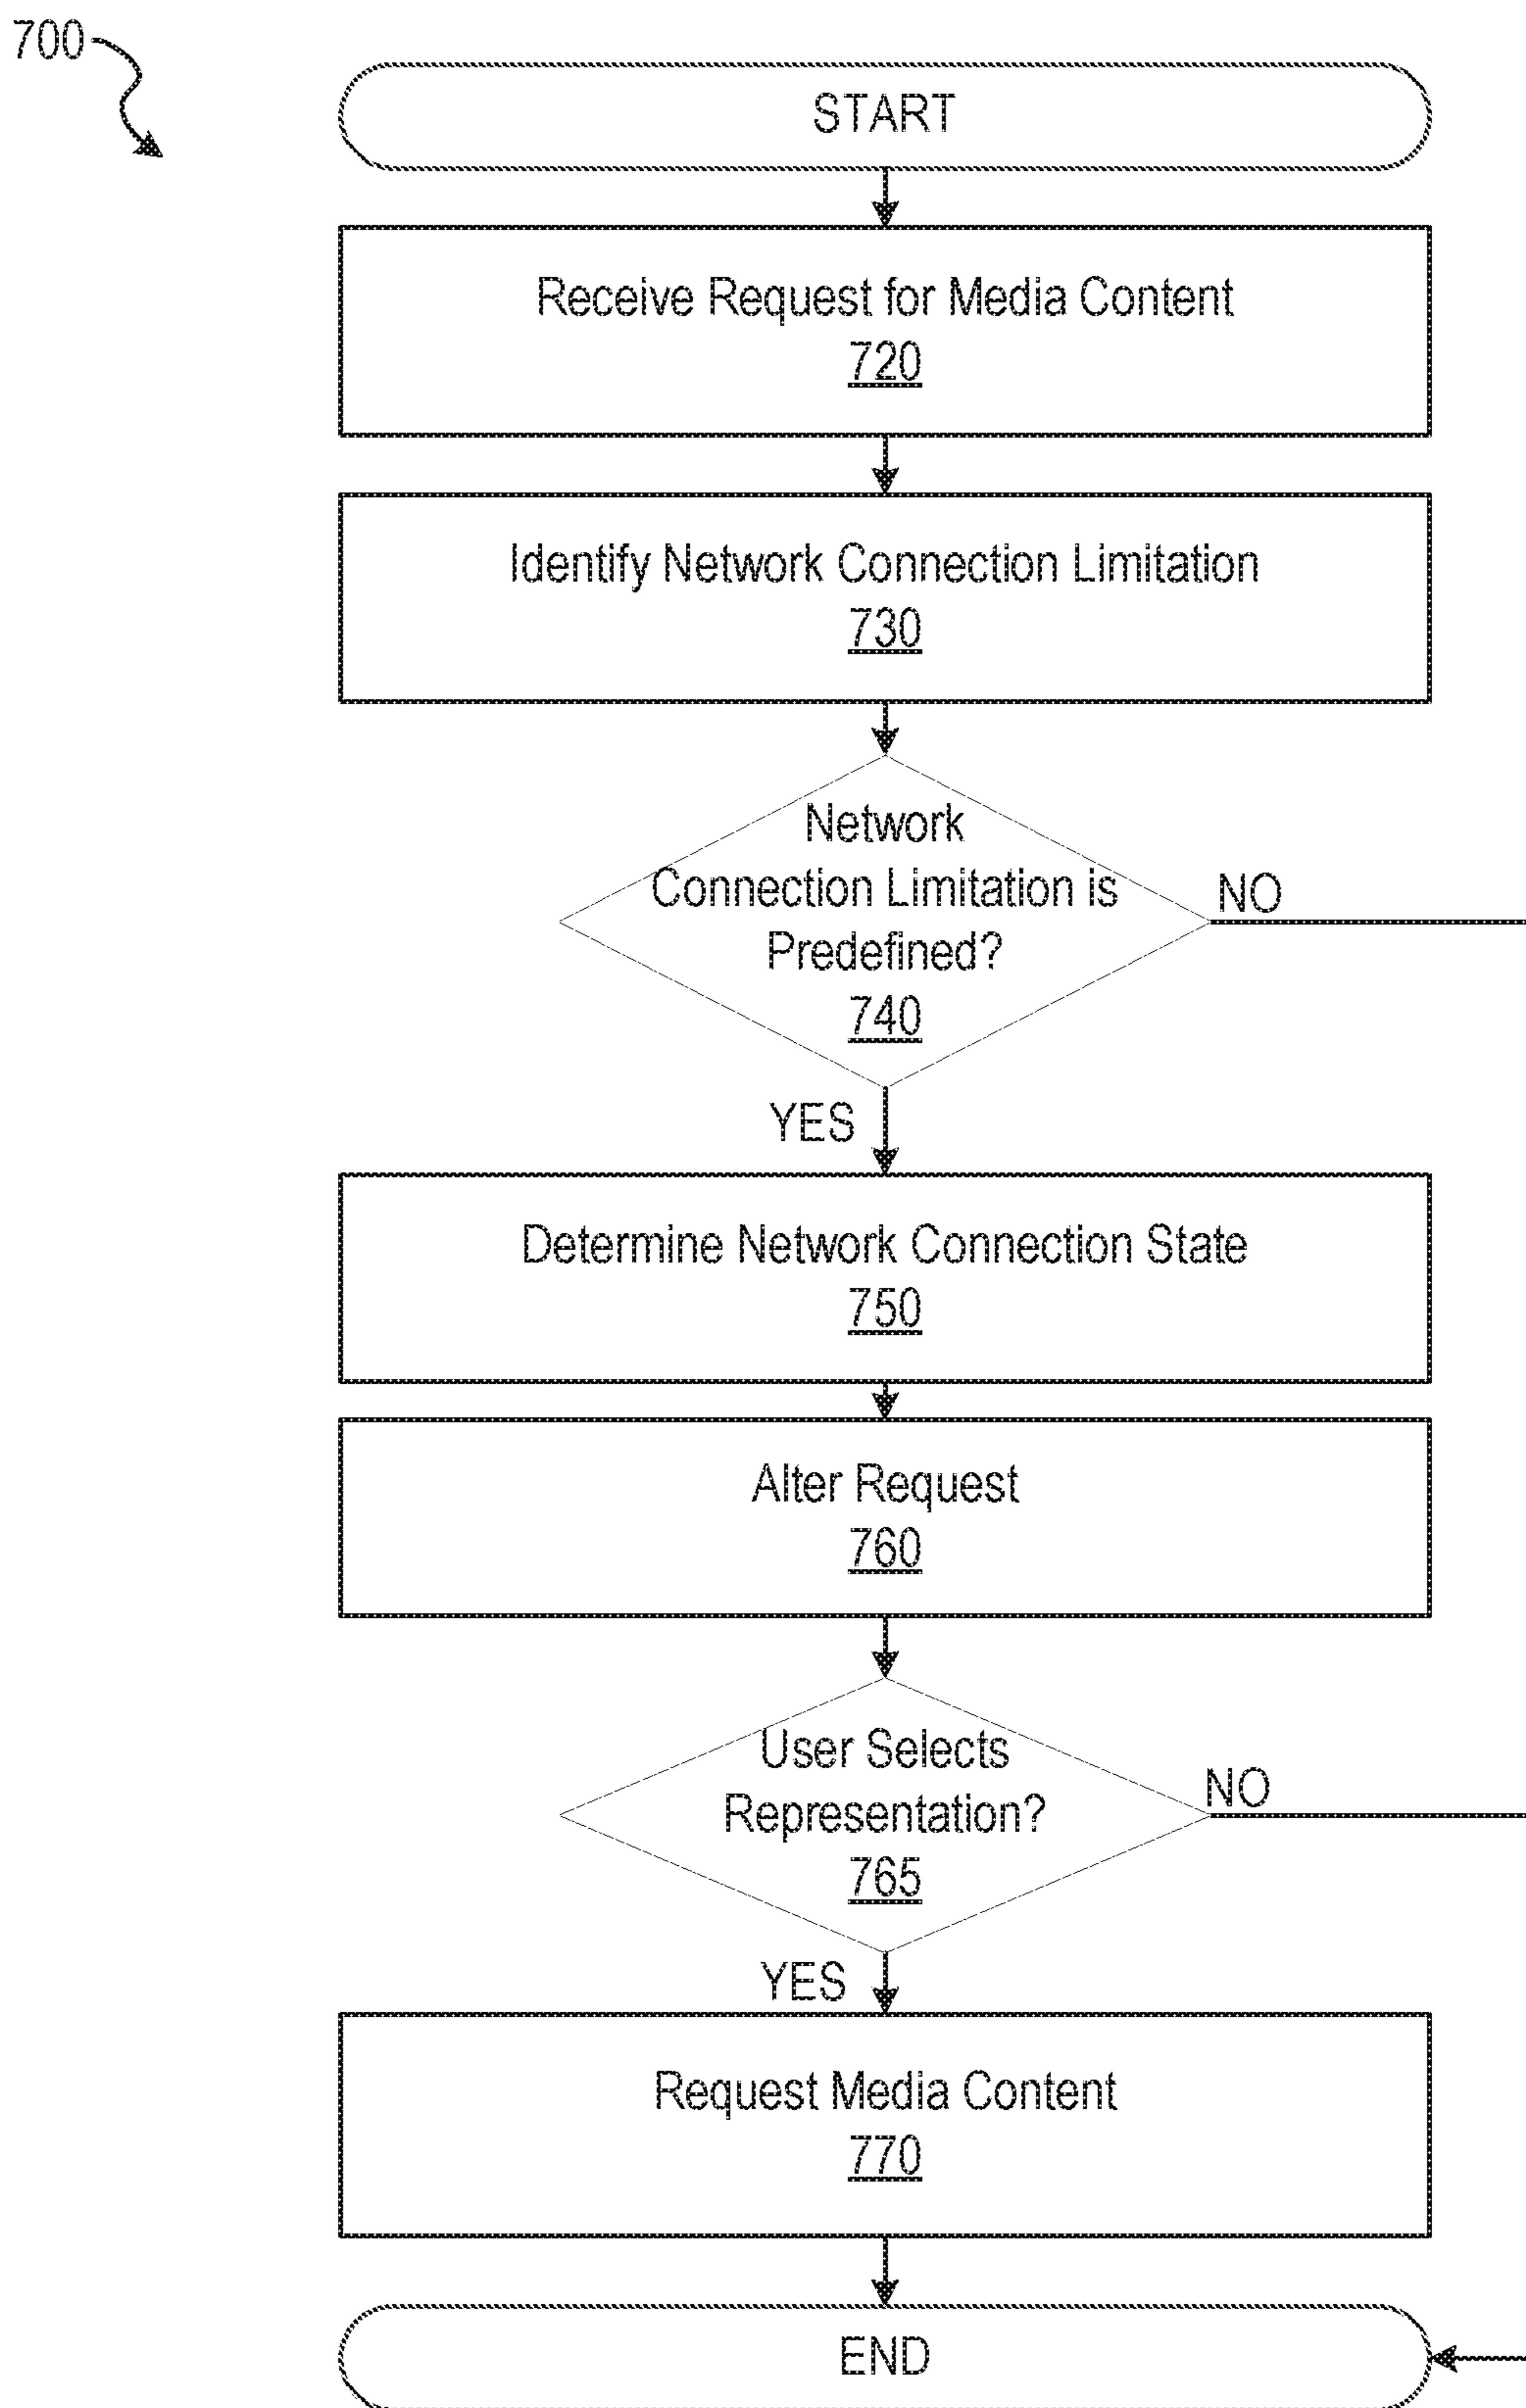 700
START
Receive Request for Media Content
720
Identify Network Connection Limitation
730
Network
Connection Limitation is
Predefined?
740
NO
YES
Determine Network Connection State
750
Alter Request
760
User Selects
Representation?
765
NO
YES
Request Media Content
770
END